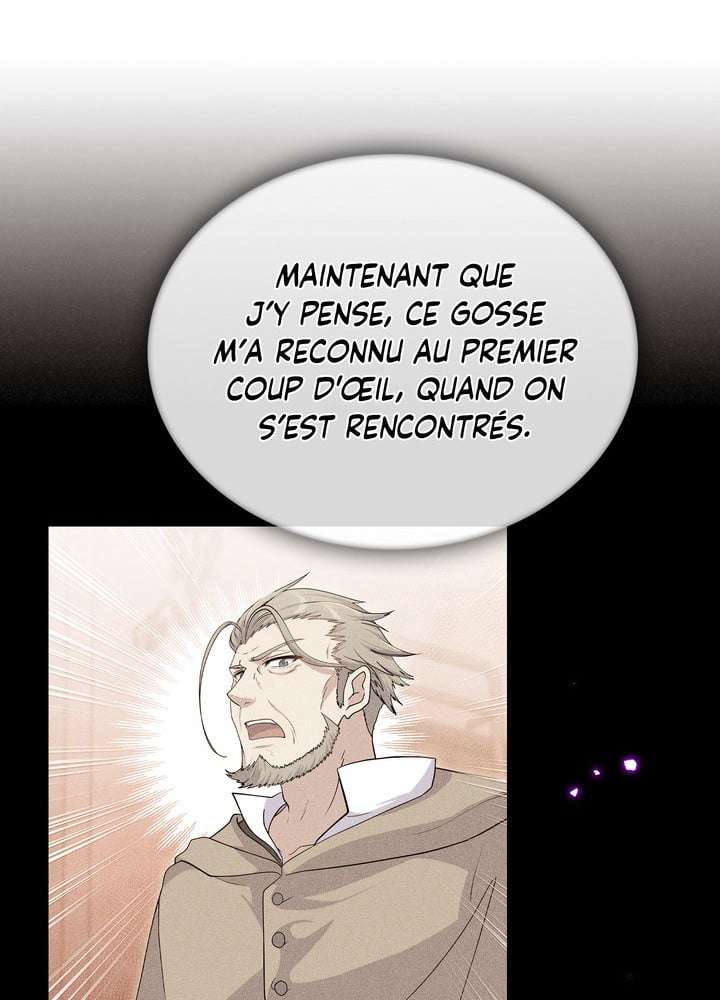 MAINTENANT QUE
J'Y PENSE, CE GOSSE
M'A RECONNU AU PREMIER
COUP D'ŒIL, QUAND ON
S'EST RENCONTRÉS.